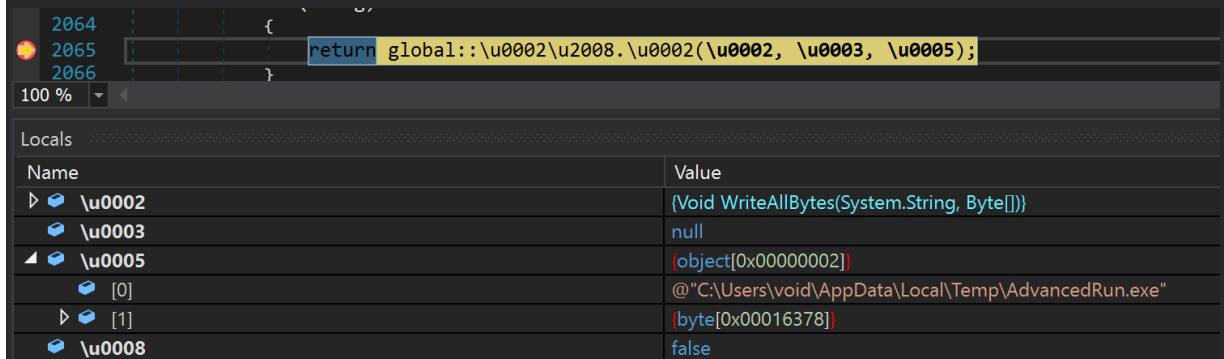 2064 {
2065 return global::\u0002\u2008.\u0002(\u0002, \u0003, \u0005);
2066 }
100 %
Locals
Name Value
\u0002 {Void WriteAllBytes(System.String, Byte[])}
\u0003 null
\u0005 {object[0x00000002]}
[0] @"C:\Users\void\AppData\Local\Temp\AdvancedRun.exe"
[1] {byte[0x00016378]}
\u0008 false